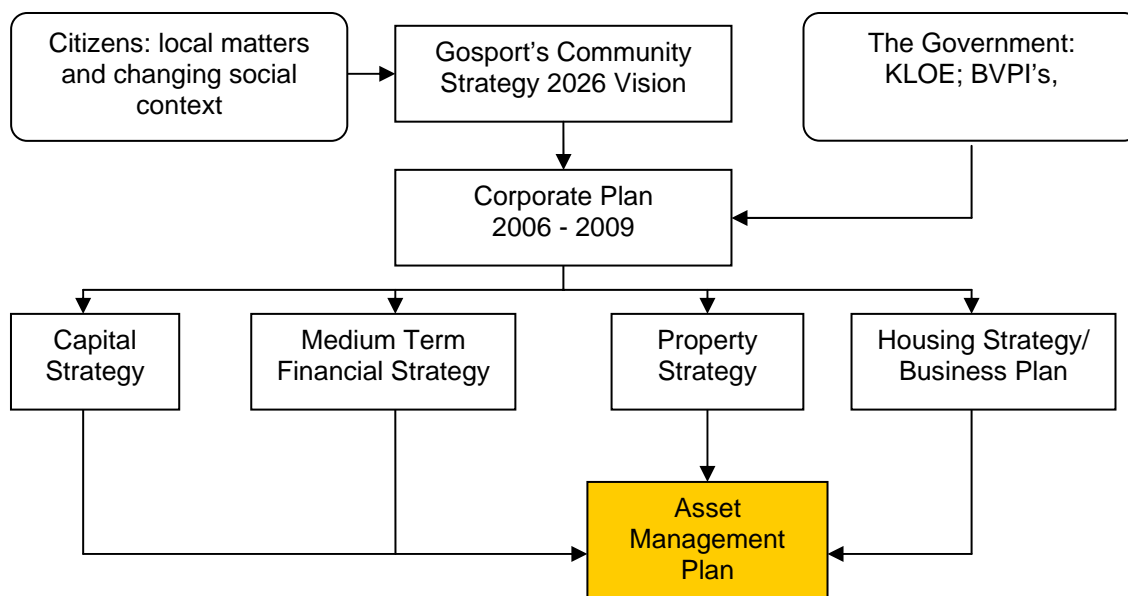 Citizens: local matters
and changing social
context
Gosport’s Community
Strategy 2026 Vision
The Government:
KLOE; BVPI’s,
Corporate Plan
2006 - 2009
Capital
Strategy
Medium Term
Financial Strategy
Property
Strategy
Housing Strategy/
Business Plan
Asset
Management
Plan